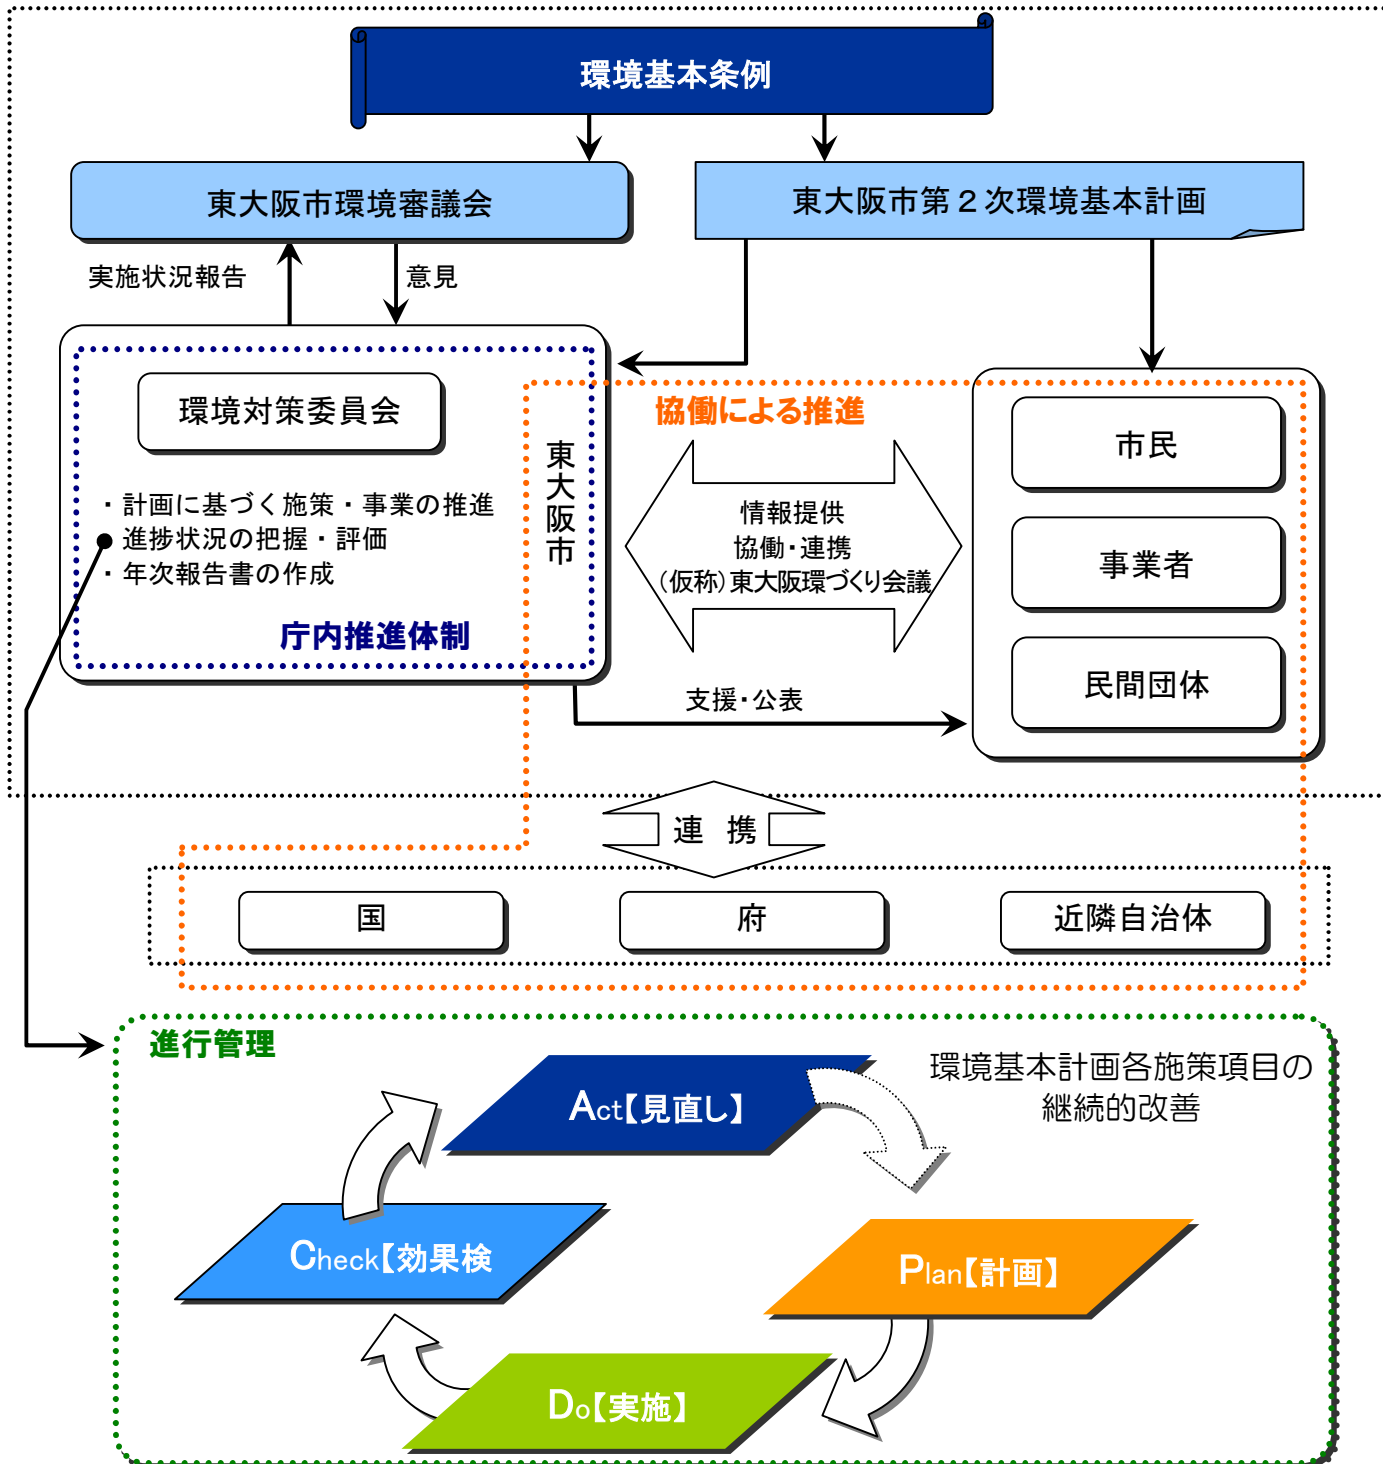 環境基本条例
東大阪市環境審議会
東大阪市第２次環境基本計画
実施状況報告
意見
環境対策委員会
・計画に基づく施策・事業の推進
進捗状況の把握・評価
・年次報告書の作成
東大阪市
庁内推進体制
協働による推進
情報提供
協働・連携
(仮称)東大阪環づくり会議
市民
事業者
民間団体
支援・公表
連 携
国
府
近隣自治体
進行管理
環境基本計画各施策項目の
継続的改善
Act【見直し】
Check【効果検
Plan【計画】
Do【実施】